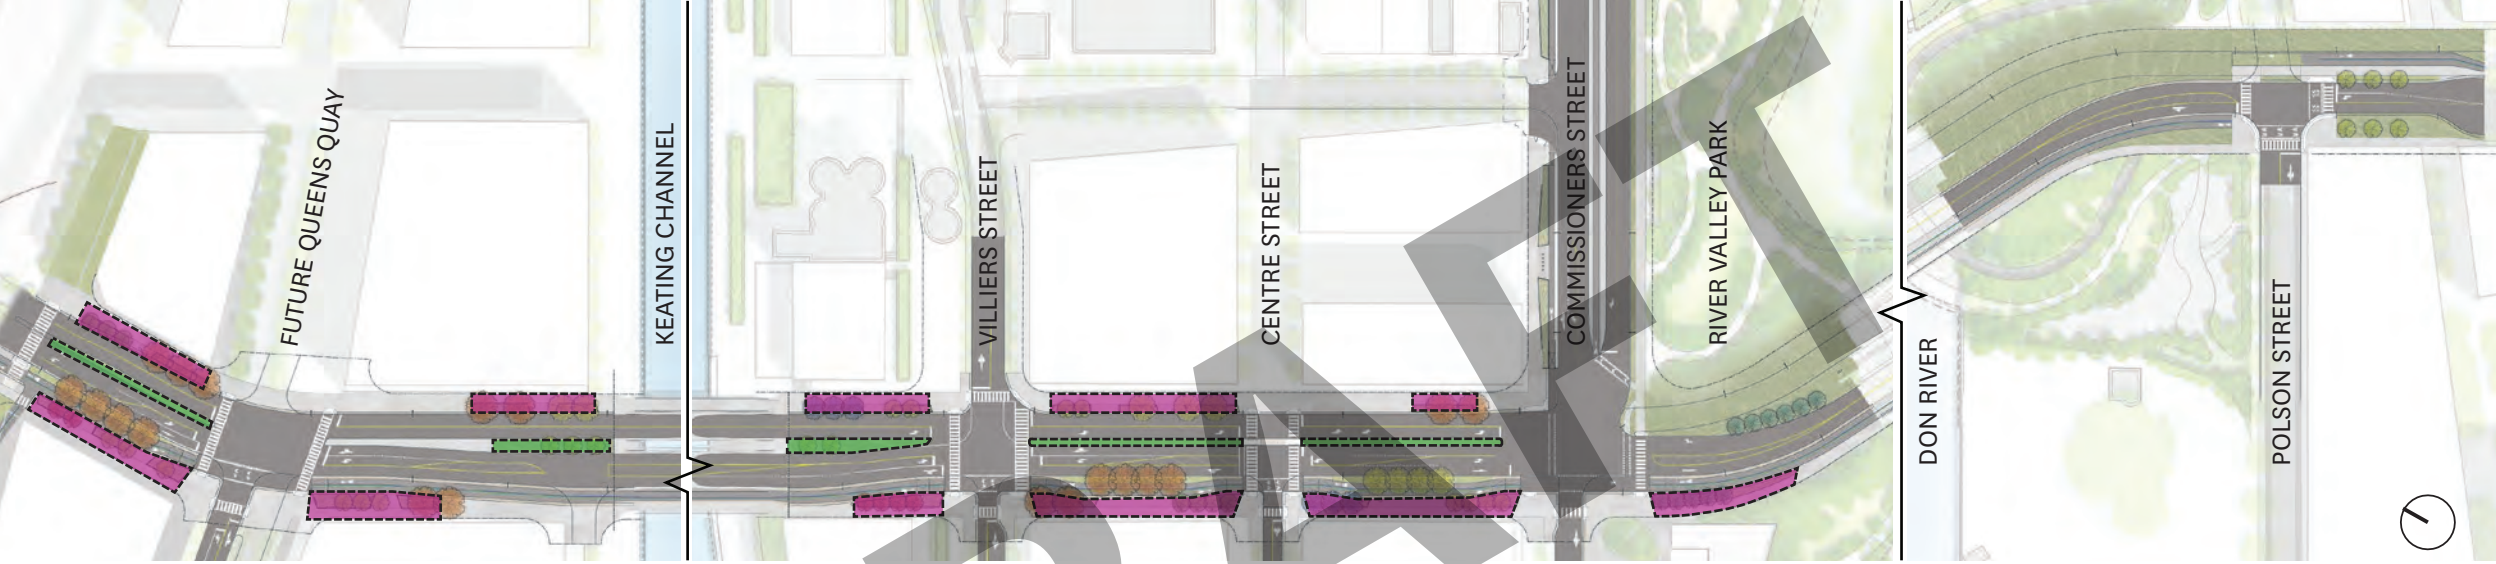 FUTURE QUEENS QUAY
KEATING CHANNEL
VILLIERS STREET
CENTRE STREET
COMMISSIONERS STREET
RIVER VALLEY PARK
DON RIVER
POLSON STREET
DRAFT